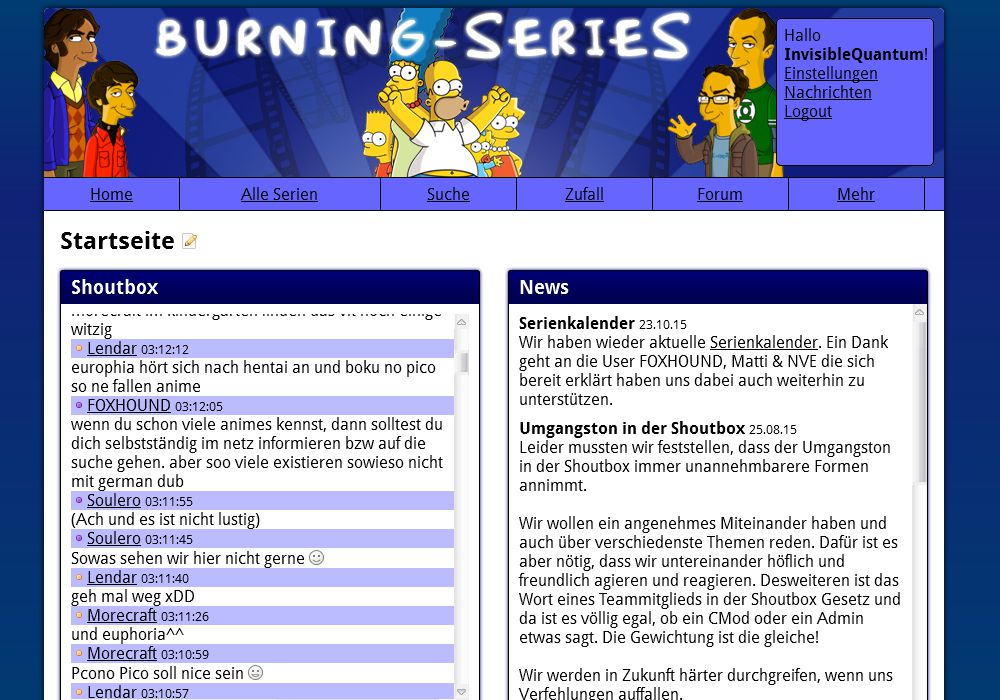 BURNING-SERIES
Hallo
InvisibleQuantum!
Einstellungen
Nachrichten
Logout
Home Alle Serien Suche Zufall Forum Mehr
Startseite
Shoutbox
morecraft im kindergarten finden das vlt noch einige
witzig
Lendar 03:12:12
europhia hört sich nach hentai an und boku no pico
so ne fallen anime
FOXHOUND 03:12:05
wenn du schon viele animes kennst, dann solltest du
dich selbstständig im netz informieren bzw auf die
suche gehen. aber soo viele existieren sowieso nicht
mit german dub
Soulero 03:11:55
(Ach und es ist nicht lustig)
Soulero 03:11:45
Sowas sehen wir hier nicht gerne
Lendar 03:11:40
geh mal weg xDD
Morecraft 03:11:26
und euphoria^^
Morecraft 03:10:59
Pcono Pico soll nice sein
Lendar 03:10:57
News
Serienkalender 23.10.15
Wir haben wieder aktuelle Serienkalender. Ein Dank
geht an die User FOXHOUND, Matti & NVE die sich
bereit erklärt haben uns dabei auch weiterhin zu
unterstützen.
Umgangston in der Shoutbox 25.08.15
Leider mussten wir feststellen, dass der Umgangston
in der Shoutbox immer unannehmbarere Formen
annimmt.
Wir wollen ein angenehmes Miteinander haben und
auch über verschiedenste Themen reden. Dafür ist es
aber nötig, dass wir untereinander höflich und
freundlich agieren und reagieren. Desweiteren ist das
Wort eines Teammitglieds in der Shoutbox Gesetz und
da ist es völlig egal, ob ein CMod oder ein Admin
etwas sagt. Die Gewichtung ist die gleiche!
Wir werden in Zukunft härter durchgreifen, wenn uns
Verfehlungen auffallen.